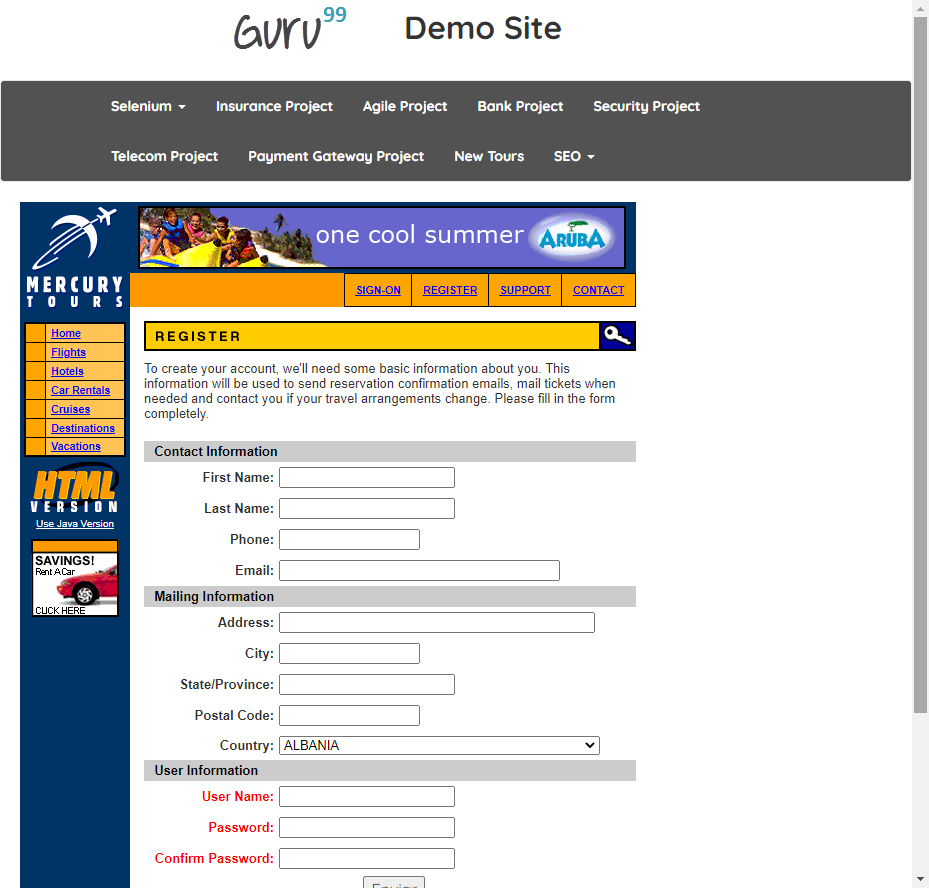 Guru99 Demo Site
Selenium Insurance Project Agile Project Bank Project Security Project
Telecom Project Payment Gateway Project New Tours SEO
MERCURY
TOURS
one cool summer ARUBA
SIGN-ON REGISTER SUPPORT CONTACT
Home
Flights
Hotels
Car Rentals
Cruises
Destinations
Vacations
HTML
VERSION
Use Java Version
SAVINGS!
Rent A Car
CLICK HERE
REGISTER
To create your account, we'll need some basic information about you. This
information will be used to send reservation confirmation emails, mail tickets when
needed and contact you if your travel arrangements change. Please fill in the form
completely.
Contact Information
First Name:
Last Name:
Phone:
Email:
Mailing Information
Address:
City:
State/Province:
Postal Code:
Country: ALBANIA
User Information
User Name:
Password:
Confirm Password: